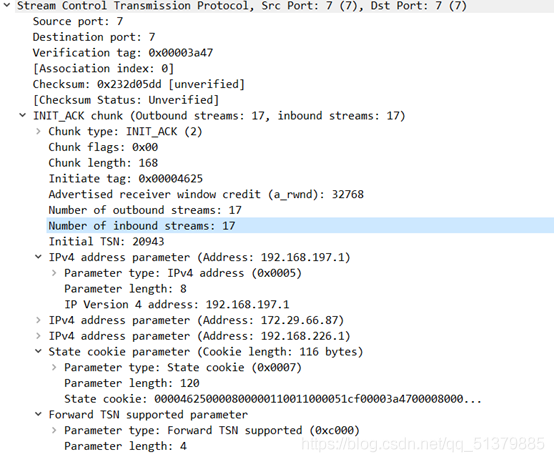 Stream Control Transmission Protocol, Src Port: 7 (7), Dst Port: 7 (7)
Source port: 7
Destination port: 7
Verification tag: 0x00003a47
[Association index: 0]
Checksum: 0x232d05dd [unverified]
[Checksum Status: Unverified]
INIT_ACK chunk (Outbound streams: 17, inbound streams: 17)
Chunk type: INIT_ACK (2)
Chunk flags: 0x00
Chunk length: 168
Initiate tag: 0x00004625
Advertised receiver window credit (a_rwnd): 32768
Number of outbound streams: 17
Number of inbound streams: 17
Initial TSN: 20943
IPv4 address parameter (Address: 192.168.197.1)
Parameter type: IPv4 address (0x0005)
Parameter length: 8
IP Version 4 address: 192.168.197.1
IPv4 address parameter (Address: 172.29.66.87)
IPv4 address parameter (Address: 192.168.226.1)
State cookie parameter (Cookie length: 116 bytes)
Parameter type: State cookie (0x0007)
Parameter length: 120
State cookie: 000046250000800000110011000051cf00003a4700008000...
Forward TSN supported parameter
Parameter type: Forward TSN supported (0xc000)
Parameter length: 4
https://blog.csdn.net/qq_51379885